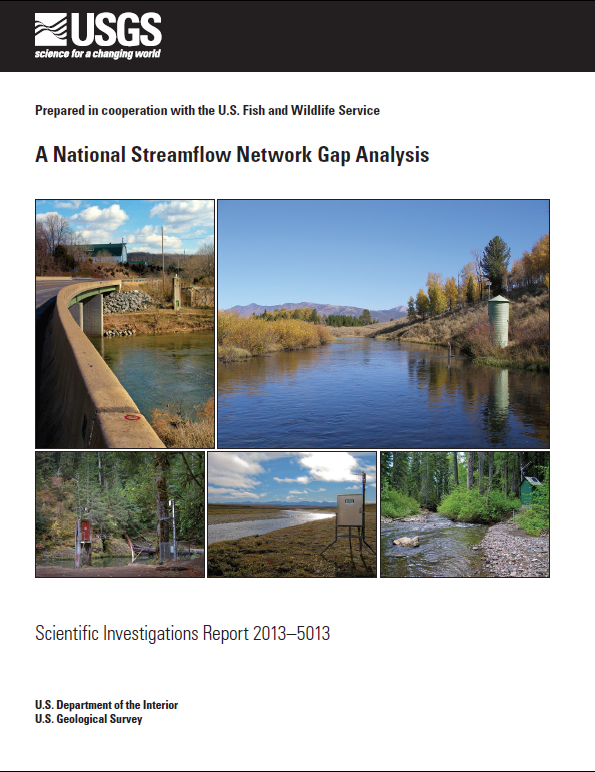 USGS
science for a changing world
Prepared in cooperation with the U.S. Fish and Wildlife Service
A National Streamflow Network Gap Analysis
Scientific Investigations Report 2013–5013
U.S. Department of the Interior
U.S. Geological Survey